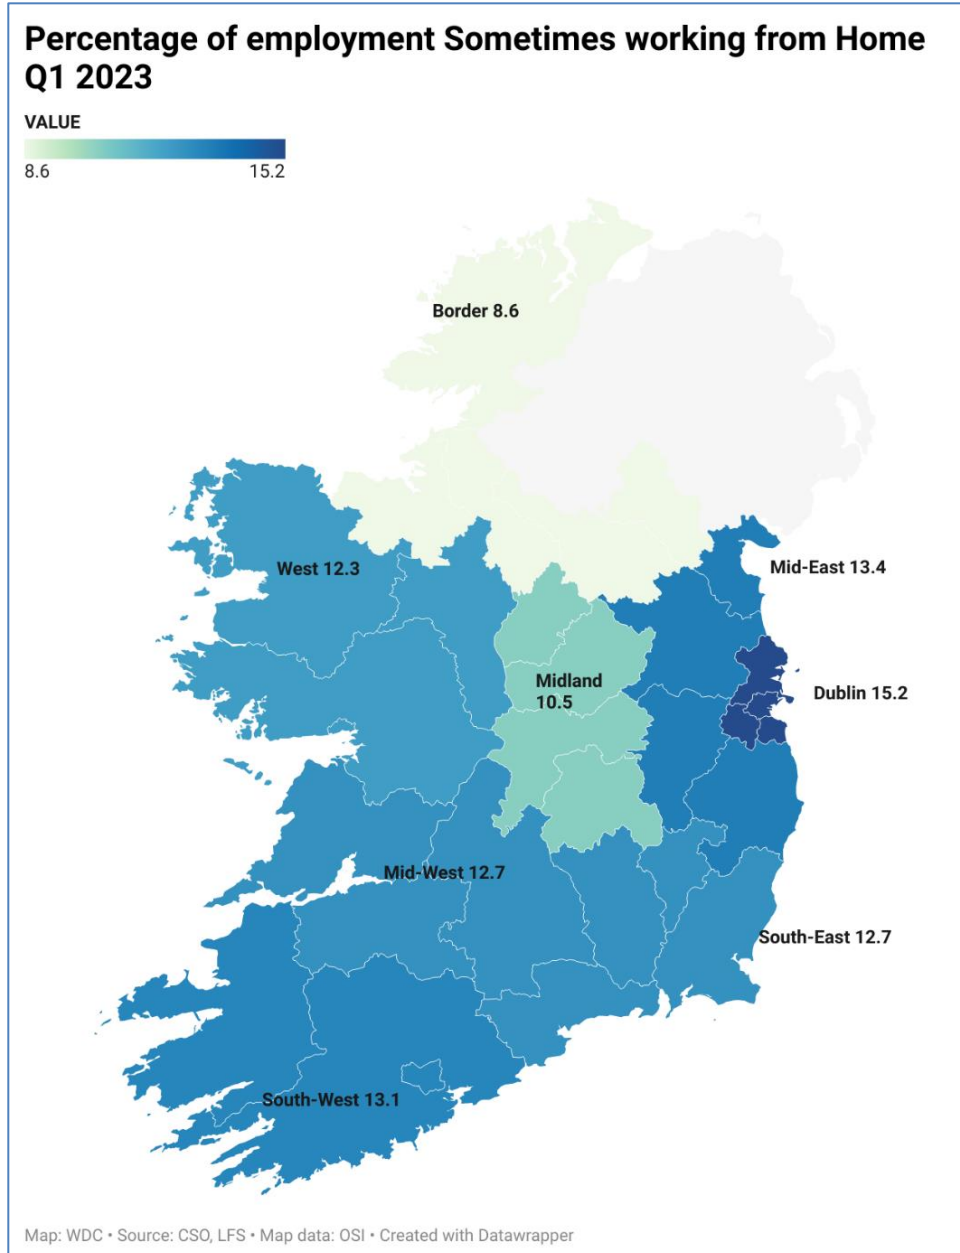 Percentage of employment Sometimes working from Home
Q1 2023
VALUE
8.6 15.2
Border 8.6
West 12.3
Mid-East 13.4
Midland
10.5
Dublin 15.2
Mid-West 12.7
South-East 12.7
South-West 13.1
Map: WDC • Source: CSO, LFS • Map data: OSI • Created with Datawrapper